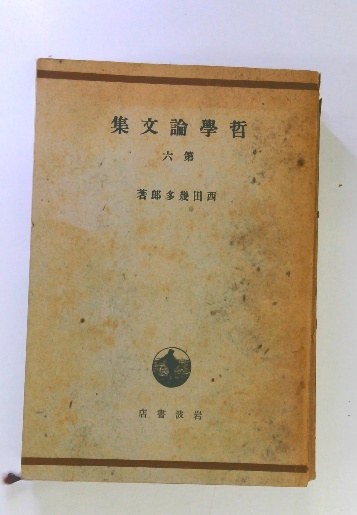 哲學論文集
第六
西田幾多郎著
岩波書店